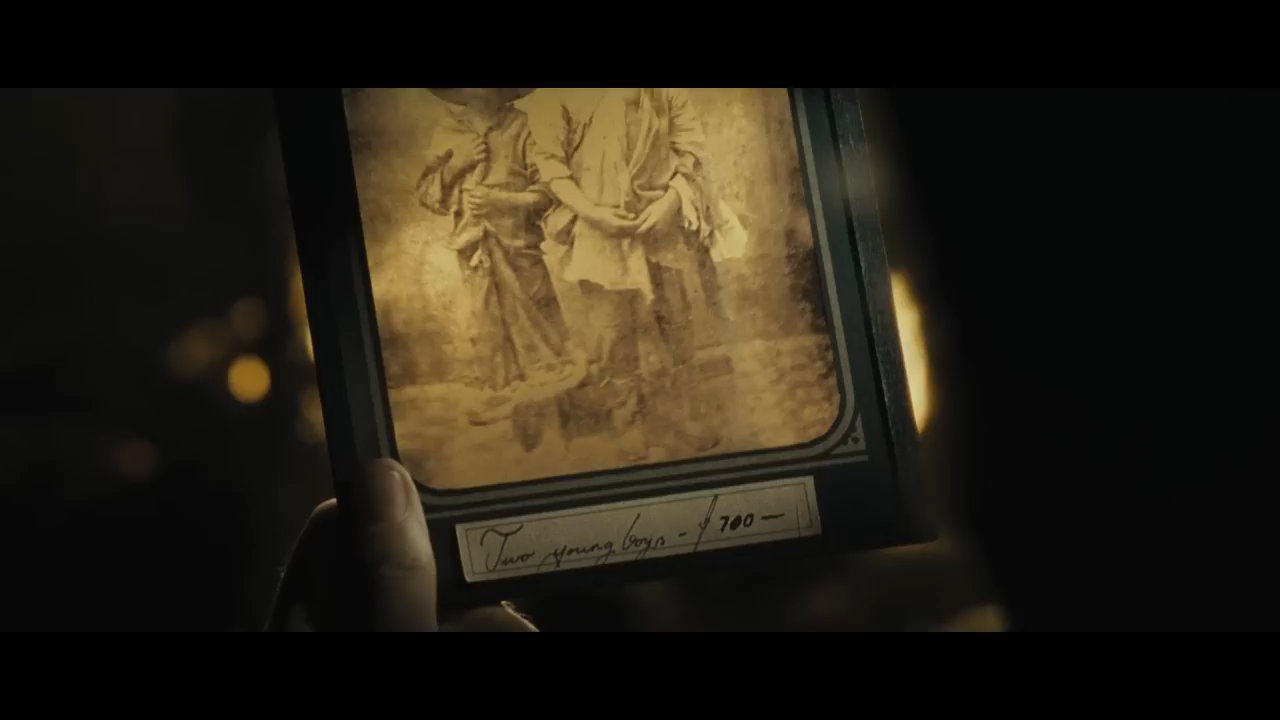 Two young boys - ƒ 700 —